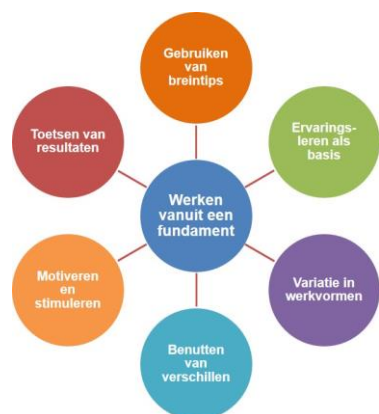 Gebruiken
van
breintips
Toetsen van
resultaten
Ervarings-
leren als
basis
Werken
vanuit een
fundament
Motiveren
en
stimuleren
Variatie in
werkvormen
Benutten
van
verschillen